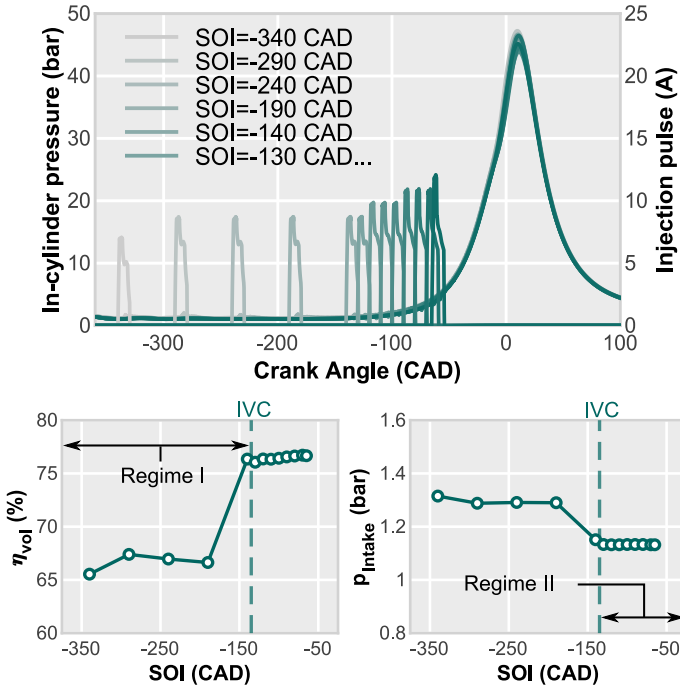 50
40
30
20
10
0
In-cylinder pressure (bar)
SOI=-340 CAD
SOI=-290 CAD
SOI=-240 CAD
SOI=-190 CAD
SOI=-140 CAD
SOI=-130 CAD...
25
20
15
10
5
0
Injection pulse (A)
-300 -200 -100 0 100
Crank Angle (CAD)
IVC
80
75
70
65
60
η_vol (%)
Regime I
-350 -250 -150 -50
SOI (CAD)
IVC
1.6
1.4
1.2
1
0.8
p_Intake (bar)
Regime II
-350 -250 -150 -50
SOI (CAD)